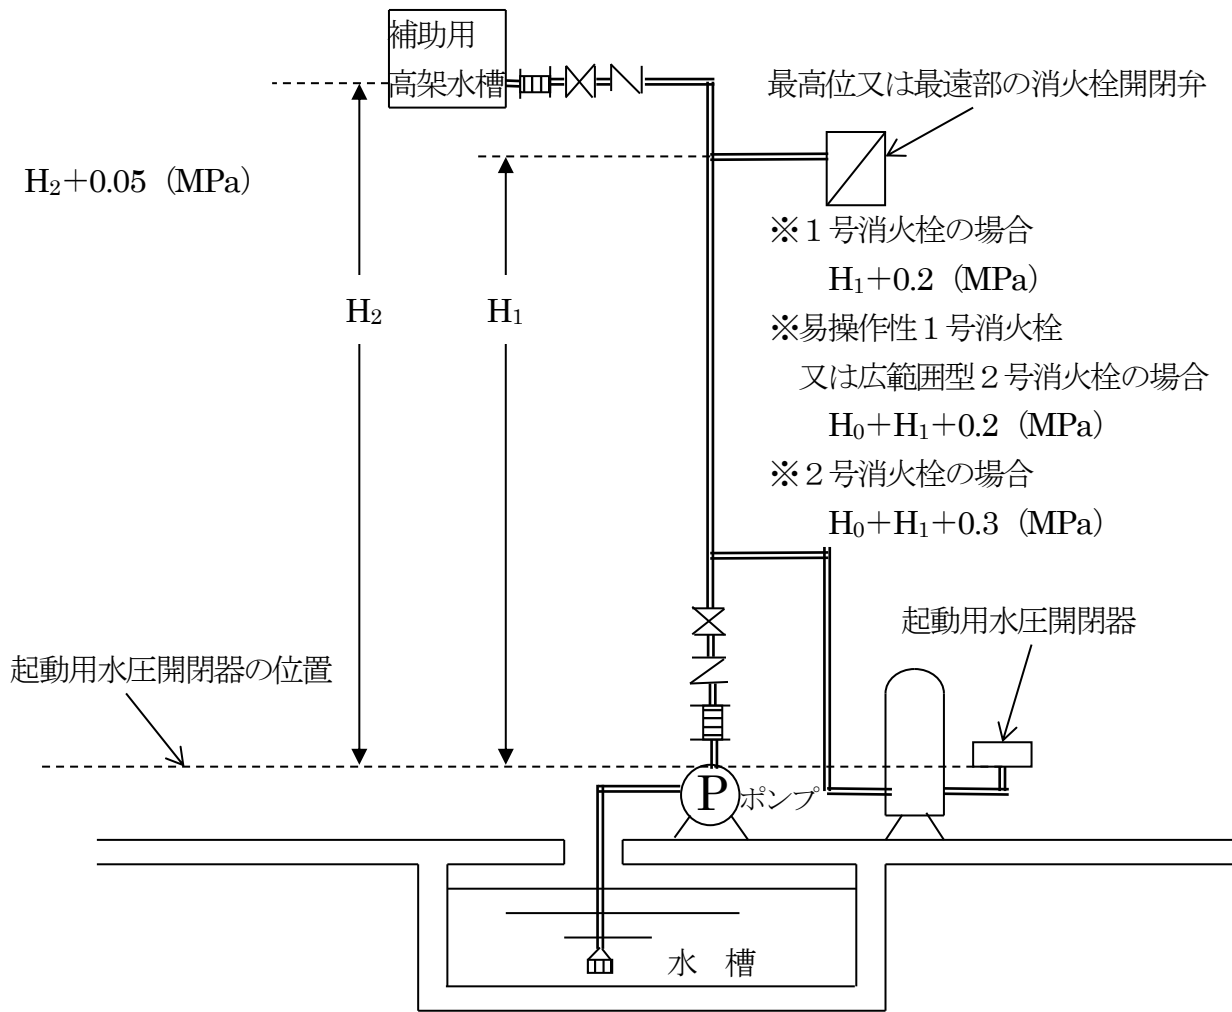 補助用
高架水槽
最高位又は最遠部の消火栓開閉弁
H₂+0.05（MPa）
※１号消火栓の場合
H₁+0.2（MPa）
H₂
H₁
※易操作性１号消火栓
又は広範囲型２号消火栓の場合
H₀+H₁+0.2（MPa）
※２号消火栓の場合
H₀+H₁+0.3（MPa）
起動用水圧開閉器
起動用水圧開閉器の位置
P ポンプ
水　槽